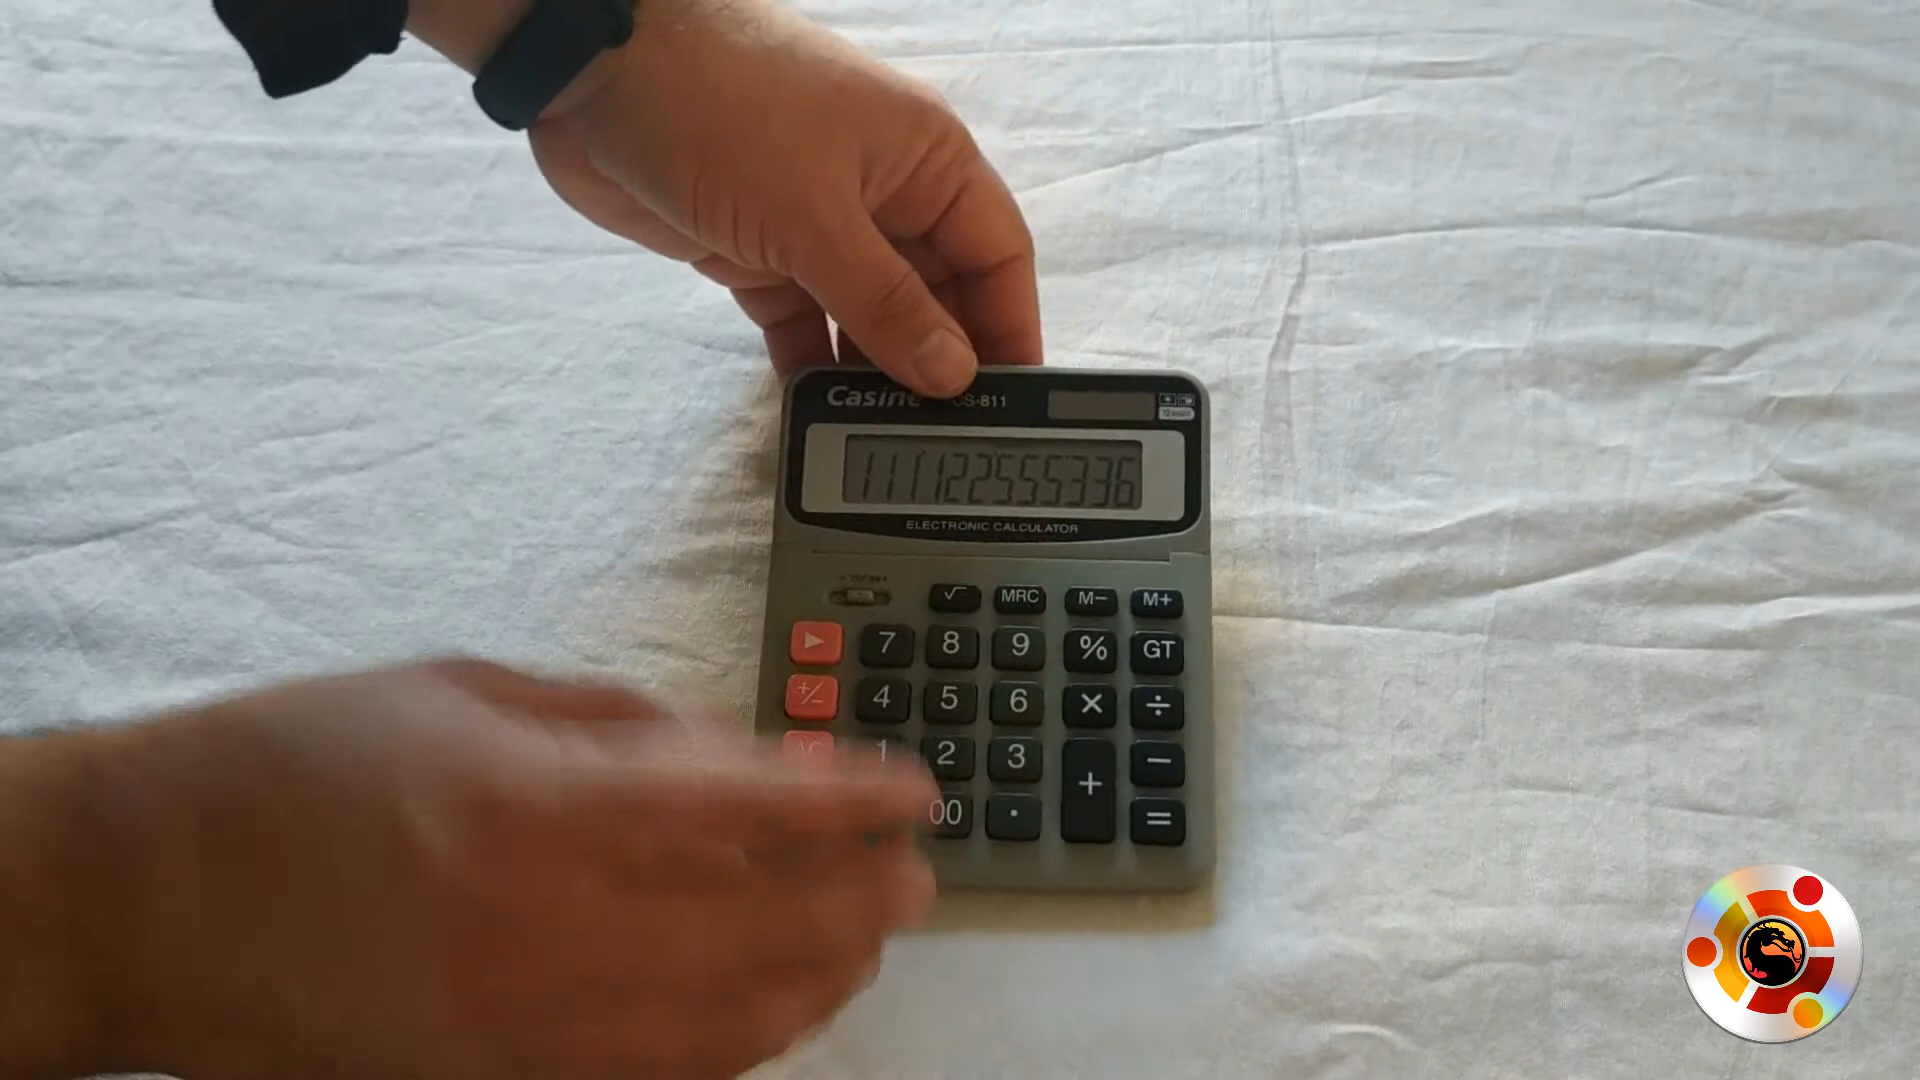 Casine CS-811
111122555336
ELECTRONIC CALCULATOR
√ MRC M− M+
▶ 7 8 9 % GT
+/− 4 5 6 × ÷
1 2 3 + −
00 · =